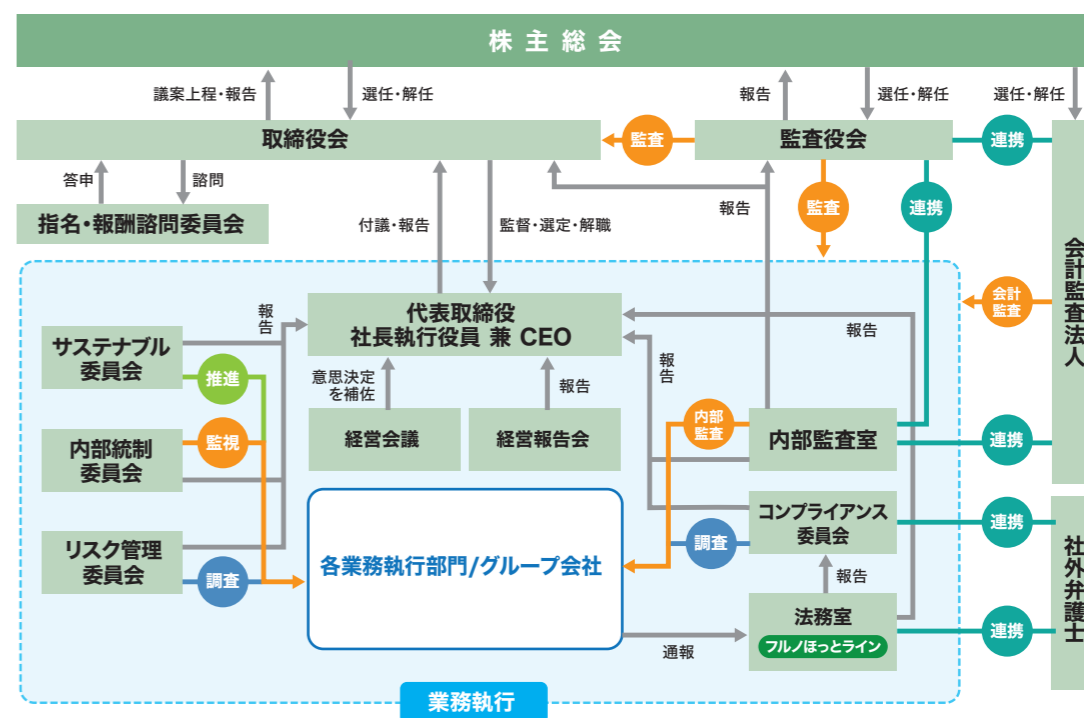 株主総会
議案上程・報告
選任・解任
報告
選任・解任
選任・解任
取締役会
監査
監査役会
連携
答申
諮問
指名・報酬諮問委員会
付議・報告
監督・選定・解職
報告
監査
連携
会計監査法人
会計
監査
報告
代表取締役
社長執行役員 兼 CEO
報告
サステナブル
委員会
推進
意思決定
を補佐
報告
報告
経営会議
経営報告会
内部
監査
内部監査室
連携
内部統制
委員会
監視
コンプライアンス
委員会
連携
調査
リスク管理
委員会
調査
各業務執行部門/グループ会社
報告
法務室
フルノほっとライン
連携
社外弁護士
通報
業務執行